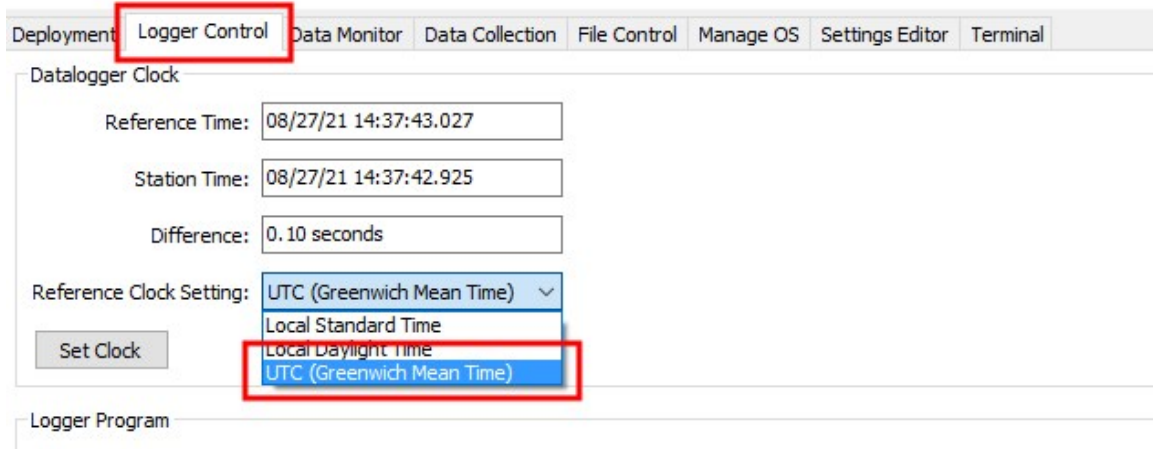 Deployment Logger Control Data Monitor Data Collection File Control Manage OS Settings Editor Terminal
Datalogger Clock
Reference Time: 08/27/21 14:37:43.027
Station Time: 08/27/21 14:37:42.925
Difference: 0.10 seconds
Reference Clock Setting: UTC (Greenwich Mean Time)
Local Standard Time
Set Clock Local Daylight Time
UTC (Greenwich Mean Time)
Logger Program